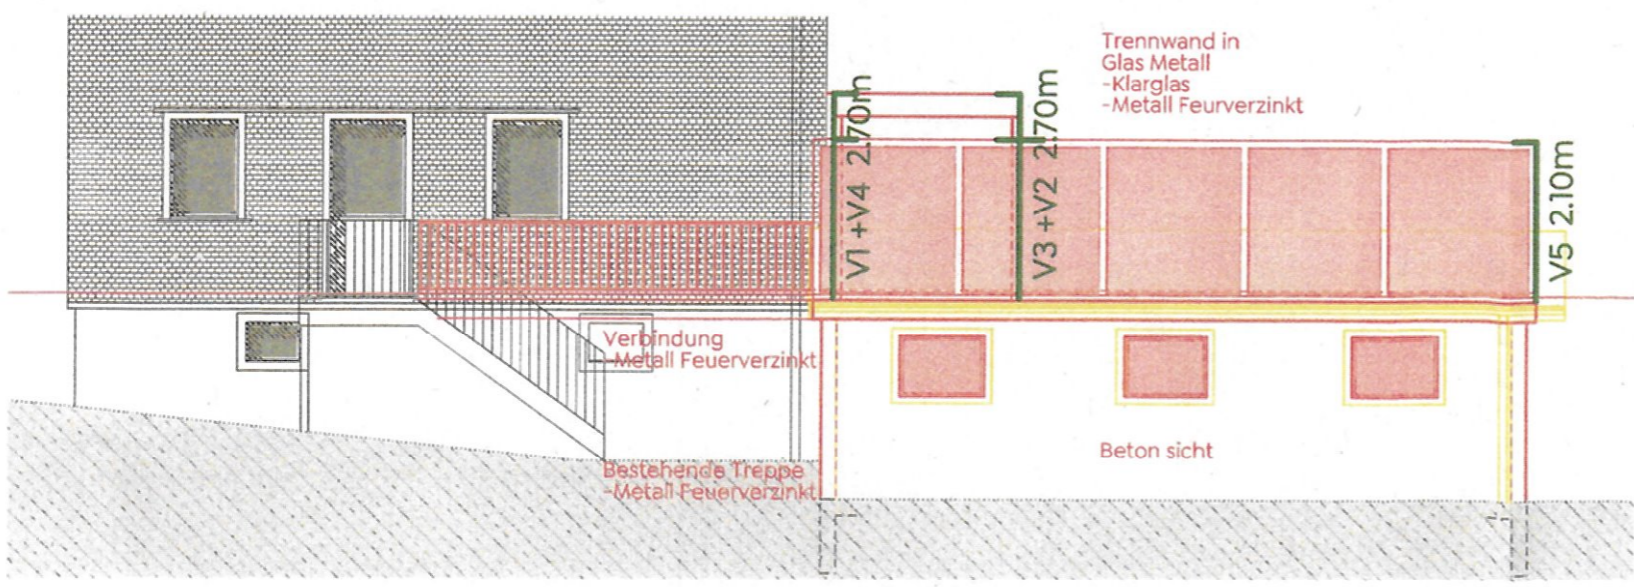 Trennwand in
Glas Metall
-Klarglas
-Metall Feurverzinkt
V1 +V4 2.70m
V3 +V2 2.70m
V5 2.10m
Verbindung
-Metall Feuerverzinkt
Beton sicht
Bestehende Treppe
-Metall Feuerverzinkt